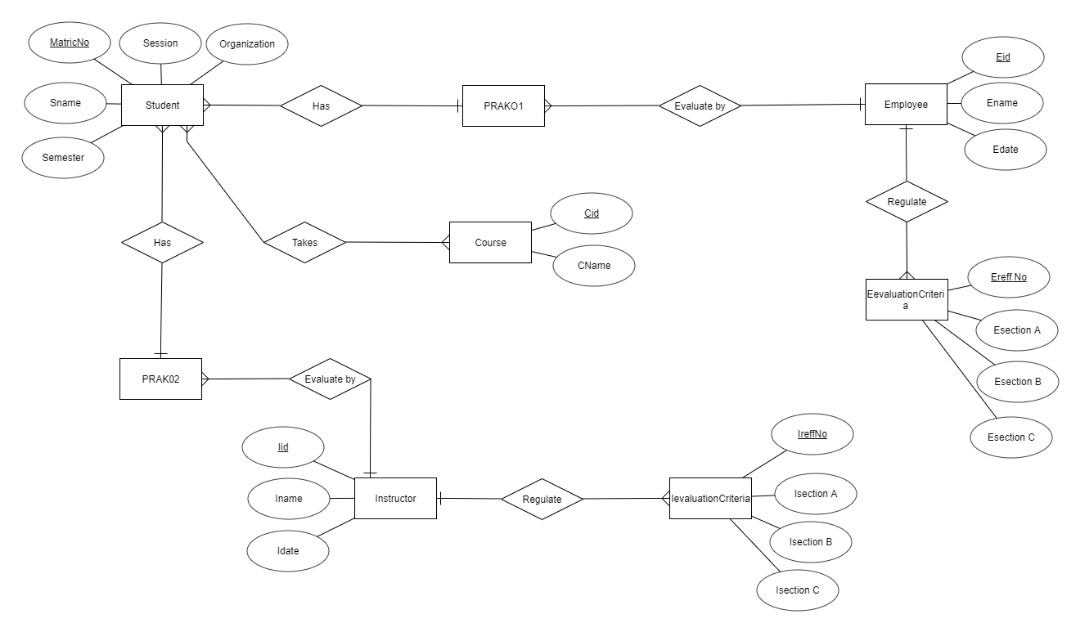 MatricNo
Session
Organization
Sname
Student
Semester
Has
PRAKO1
Evaluate by
Employee
Eid
Ename
Edate
Regulate
Has
Takes
Course
Cid
CName
EevaluationCriteri
a
Ereff No
Esection A
Esection B
Esection C
PRAK02
Evaluate by
Iid
Iname
Idate
Instructor
Regulate
IevaluationCriteria
IreffNo
Isection A
Isection B
Isection C